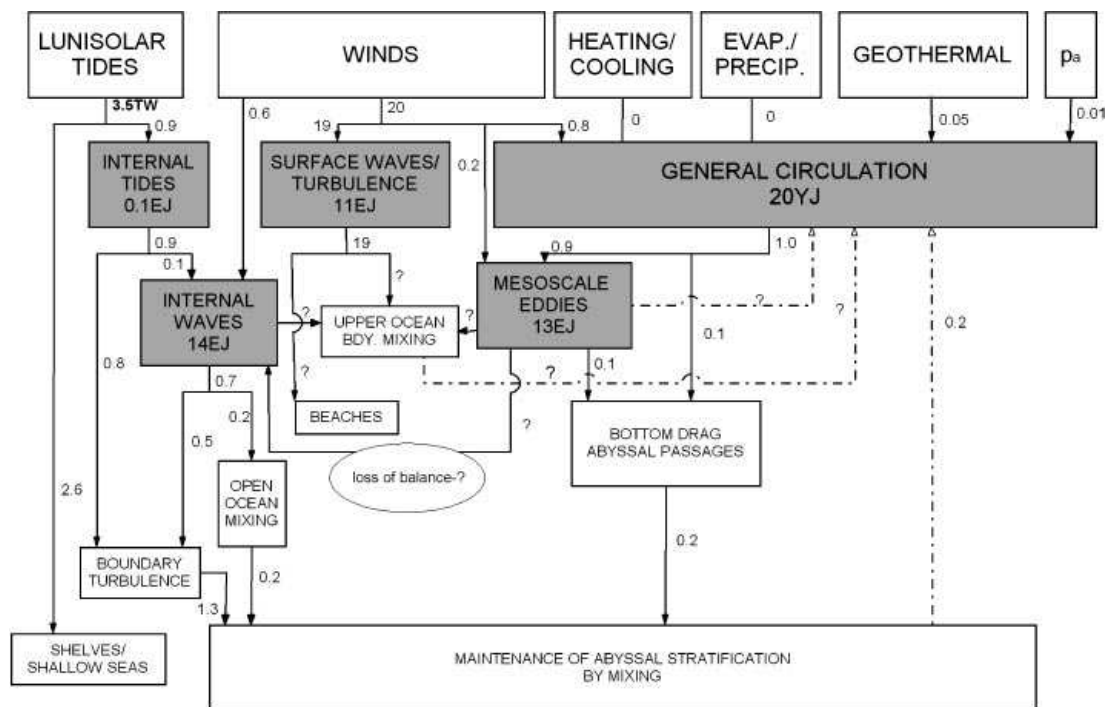 LUNISOLAR
TIDES
WINDS
HEATING/
COOLING
EVAP./
PRECIP.
GEOTHERMAL
pa
3.5TW
0.9
0.6
20
19
0.2
0.8
0
0
0.05
0.01
INTERNAL
TIDES
0.1EJ
SURFACE WAVES/
TURBULENCE
11EJ
GENERAL CIRCULATION
20YJ
0.9
0.1
19
?
0.9
1.0
INTERNAL
WAVES
14EJ
?
UPPER OCEAN
BDY. MIXING
?
MESOSCALE
EDDIES
13EJ
?
?
0.2
0.8
0.7
?
0.1
?
0.1
0.2
0.5
BEACHES
?
BOTTOM DRAG
ABYSSAL PASSAGES
loss of balance-?
2.6
OPEN
OCEAN
MIXING
BOUNDARY
TURBULENCE
0.2
0.2
1.3
SHELVES/
SHALLOW SEAS
MAINTENANCE OF ABYSSAL STRATIFICATION
BY MIXING